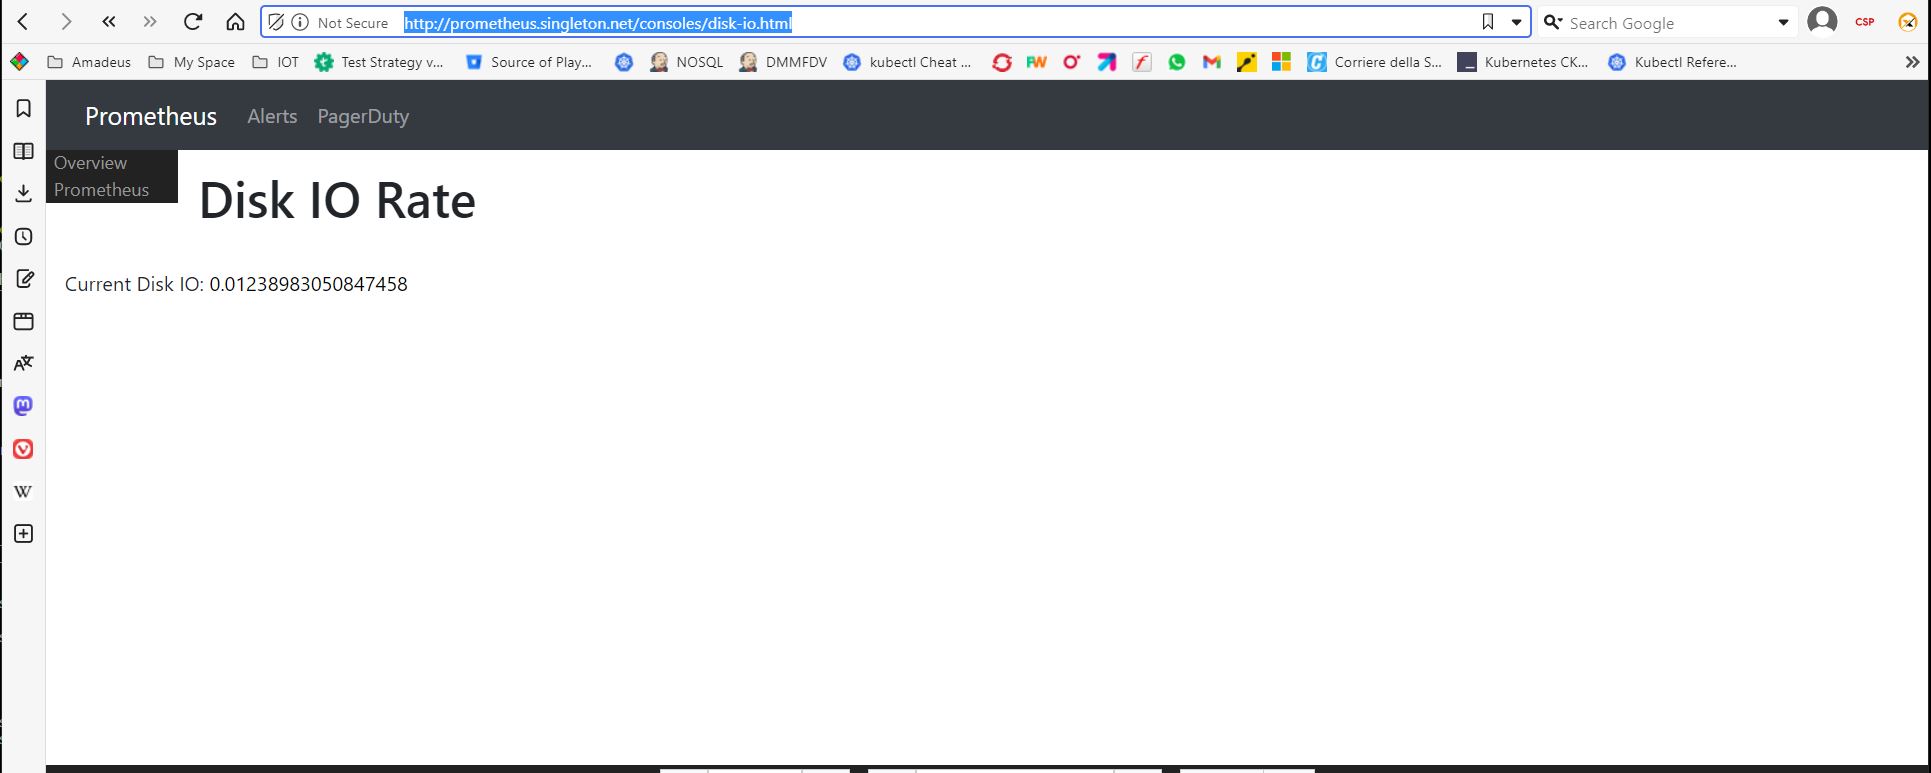 Not Secure http://prometheus.singleton.net/consoles/disk-io.html Search Google CSP
Amadeus My Space IOT Test Strategy v... Source of Play... NOSQL DMMFDV kubectl Cheat ... Corriere della S... Kubernetes CK... Kubectl Refere...
Prometheus Alerts PagerDuty
Overview
Prometheus
Disk IO Rate
Current Disk IO: 0.01238983050847458